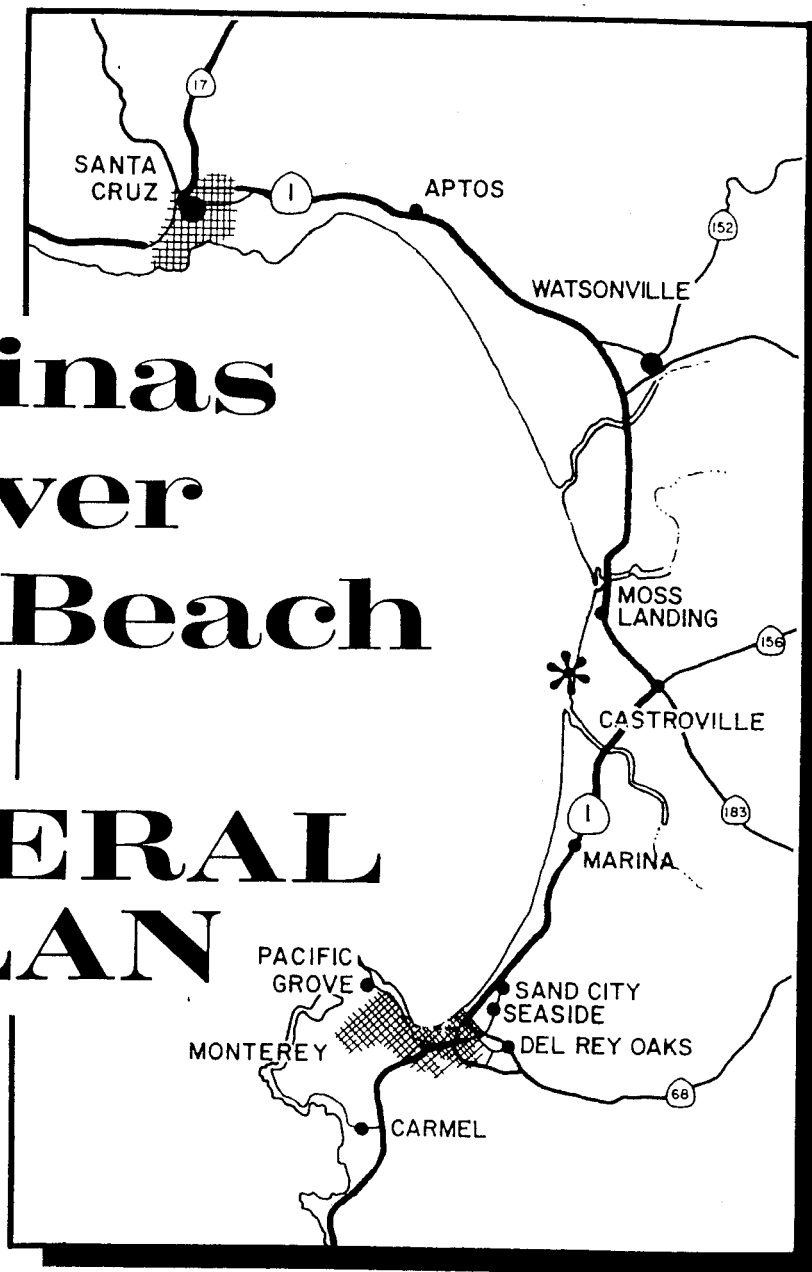 17
SANTA
CRUZ
1
APTOS
152
WATSONVILLE
inas
ver
Beach
MOSS
LANDING
156
CASTROVILLE
183
1
MARINA
ERAL
LAN
PACIFIC
GROVE
SAND CITY
SEASIDE
MONTEREY
DEL REY OAKS
68
CARMEL